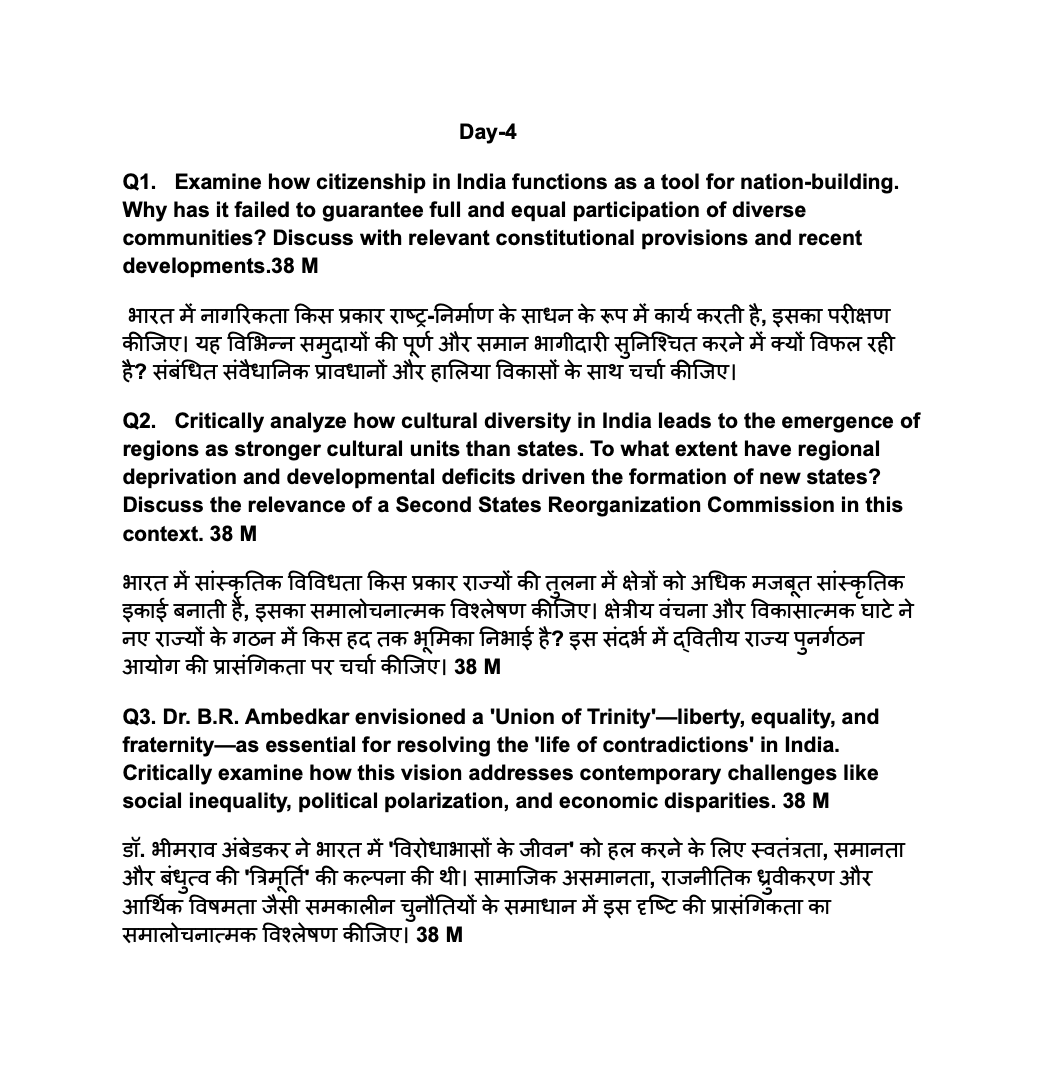 Day-4
Q1. Examine how citizenship in India functions as a tool for nation-building.
Why has it failed to guarantee full and equal participation of diverse
communities? Discuss with relevant constitutional provisions and recent
developments.38 M
भारत में नागरिकता किस प्रकार राष्ट्र-निर्माण के साधन के रूप में कार्य करती है, इसका परीक्षण
कीजिए। यह विभिन्न समुदायों की पूर्ण और समान भागीदारी सुनिश्चित करने में क्यों विफल रही
है? संबंधित संवैधानिक प्रावधानों और हालिया विकासों के साथ चर्चा कीजिए।
Q2. Critically analyze how cultural diversity in India leads to the emergence of
regions as stronger cultural units than states. To what extent have regional
deprivation and developmental deficits driven the formation of new states?
Discuss the relevance of a Second States Reorganization Commission in this
context. 38 M
भारत में सांस्कृतिक विविधता किस प्रकार राज्यों की तुलना में क्षेत्रों को अधिक मजबूत सांस्कृतिक
इकाई बनाती है, इसका समालोचनात्मक विश्लेषण कीजिए। क्षेत्रीय वंचना और विकासात्मक घाटे ने
नए राज्यों के गठन में किस हद तक भूमिका निभाई है? इस संदर्भ में द्वितीय राज्य पुनर्गठन
आयोग की प्रासंगिकता पर चर्चा कीजिए। 38 M
Q3. Dr. B.R. Ambedkar envisioned a 'Union of Trinity'—liberty, equality, and
fraternity—as essential for resolving the 'life of contradictions' in India.
Critically examine how this vision addresses contemporary challenges like
social inequality, political polarization, and economic disparities. 38 M
डॉ. भीमराव अंबेडकर ने भारत में 'विरोधाभासों के जीवन' को हल करने के लिए स्वतंत्रता, समानता
और बंधुत्व की 'त्रिमूर्ति' की कल्पना की थी। सामाजिक असमानता, राजनीतिक ध्रुवीकरण और
आर्थिक विषमता जैसी समकालीन चुनौतियों के समाधान में इस दृष्टि की प्रासंगिकता का
समालोचनात्मक विश्लेषण कीजिए। 38 M